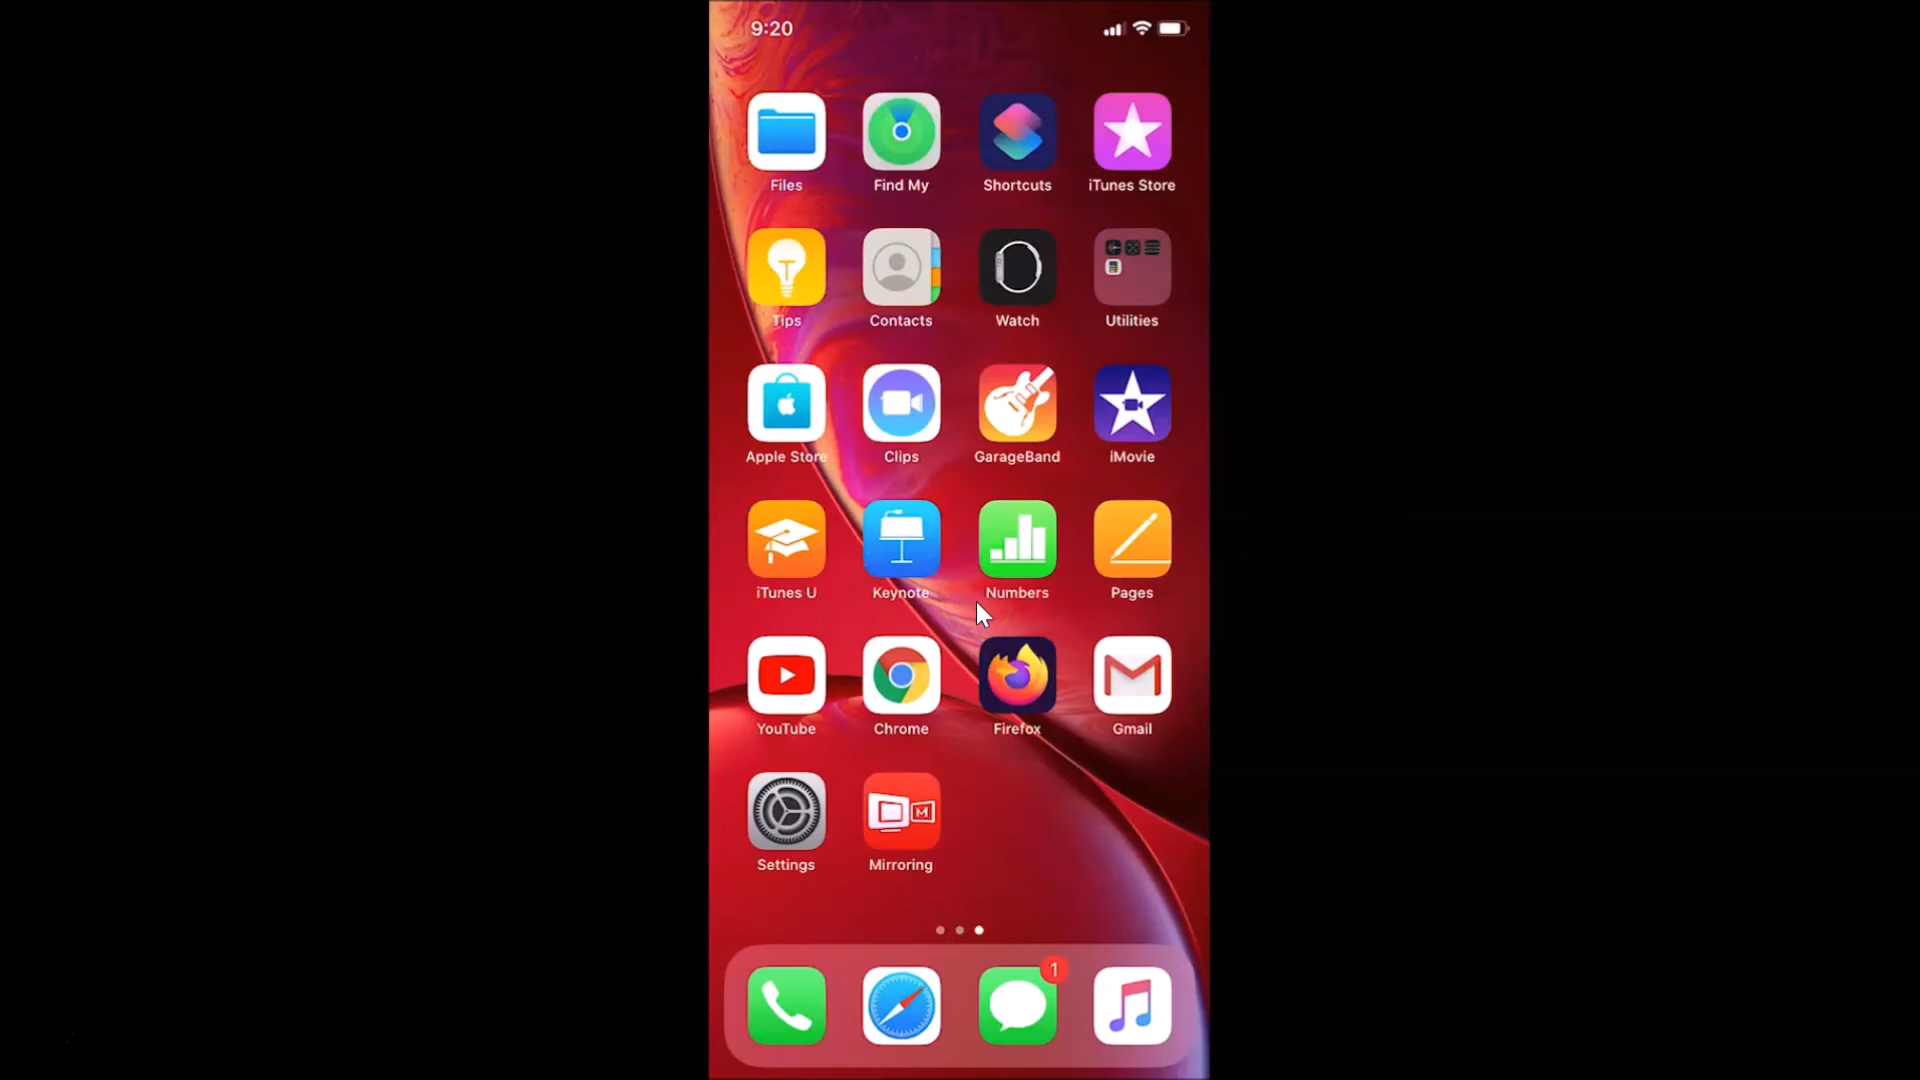 9:20
Files Find My Shortcuts iTunes Store
Tips Contacts Watch Utilities
Apple Store Clips GarageBand iMovie
iTunes U Keynote Numbers Pages
YouTube Chrome Firefox Gmail
M
Settings Mirroring
1